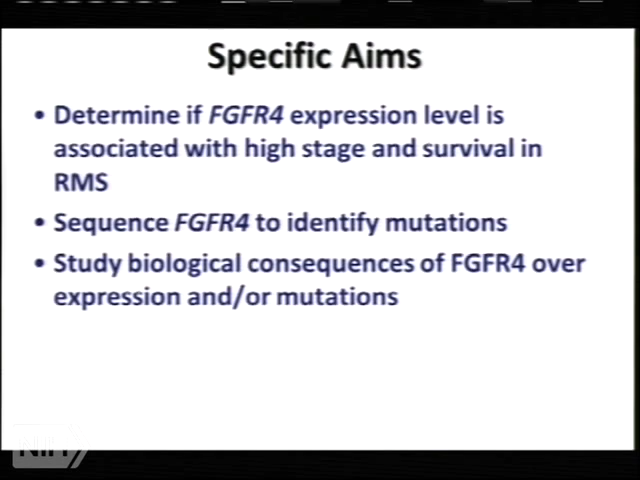 Specific Aims
• Determine if FGFR4 expression level is
associated with high stage and survival in
RMS
• Sequence FGFR4 to identify mutations
• Study biological consequences of FGFR4 over
expression and/or mutations
NIH